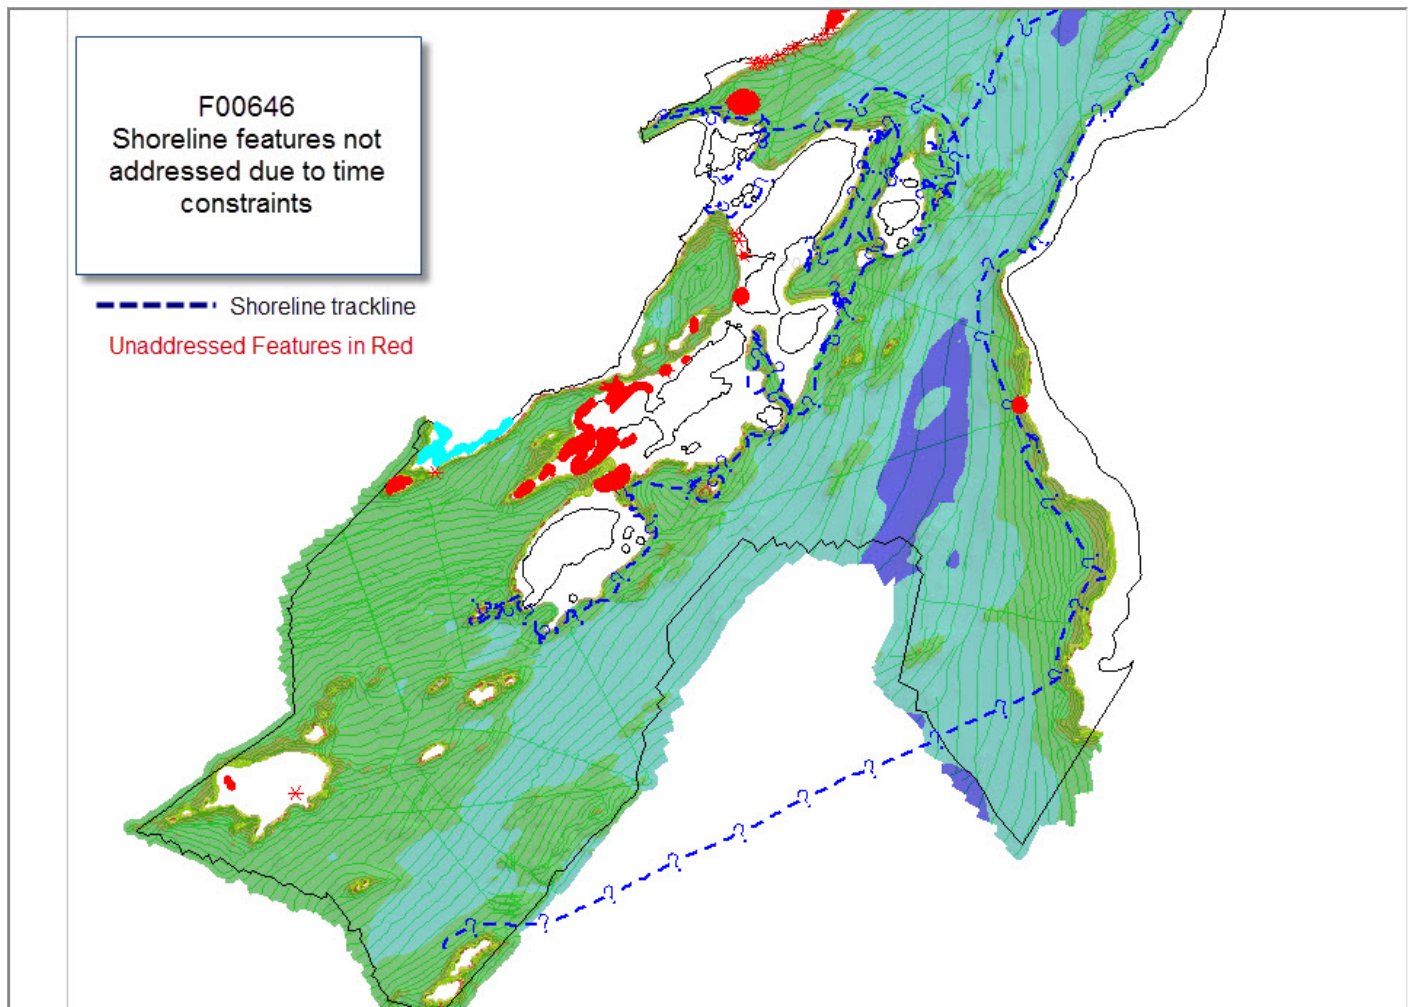 F00646
Shoreline features not
addressed due to time
constraints
Shoreline trackline
Unaddressed Features in Red